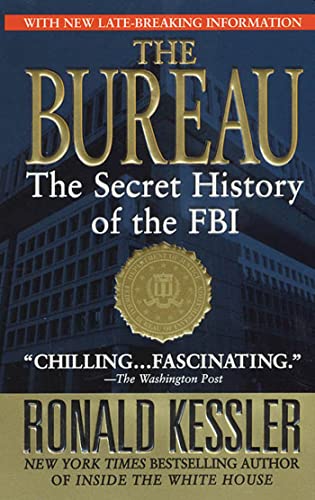 WITH NEW LATE-BREAKING INFORMATION
THE
BUREAU
The Secret History
of the FBI
"CHILLING...FASCINATING."
—The Washington Post
RONALD KESSLER
NEW YORK TIMES BESTSELLING AUTHOR
OF INSIDE THE WHITE HOUSE